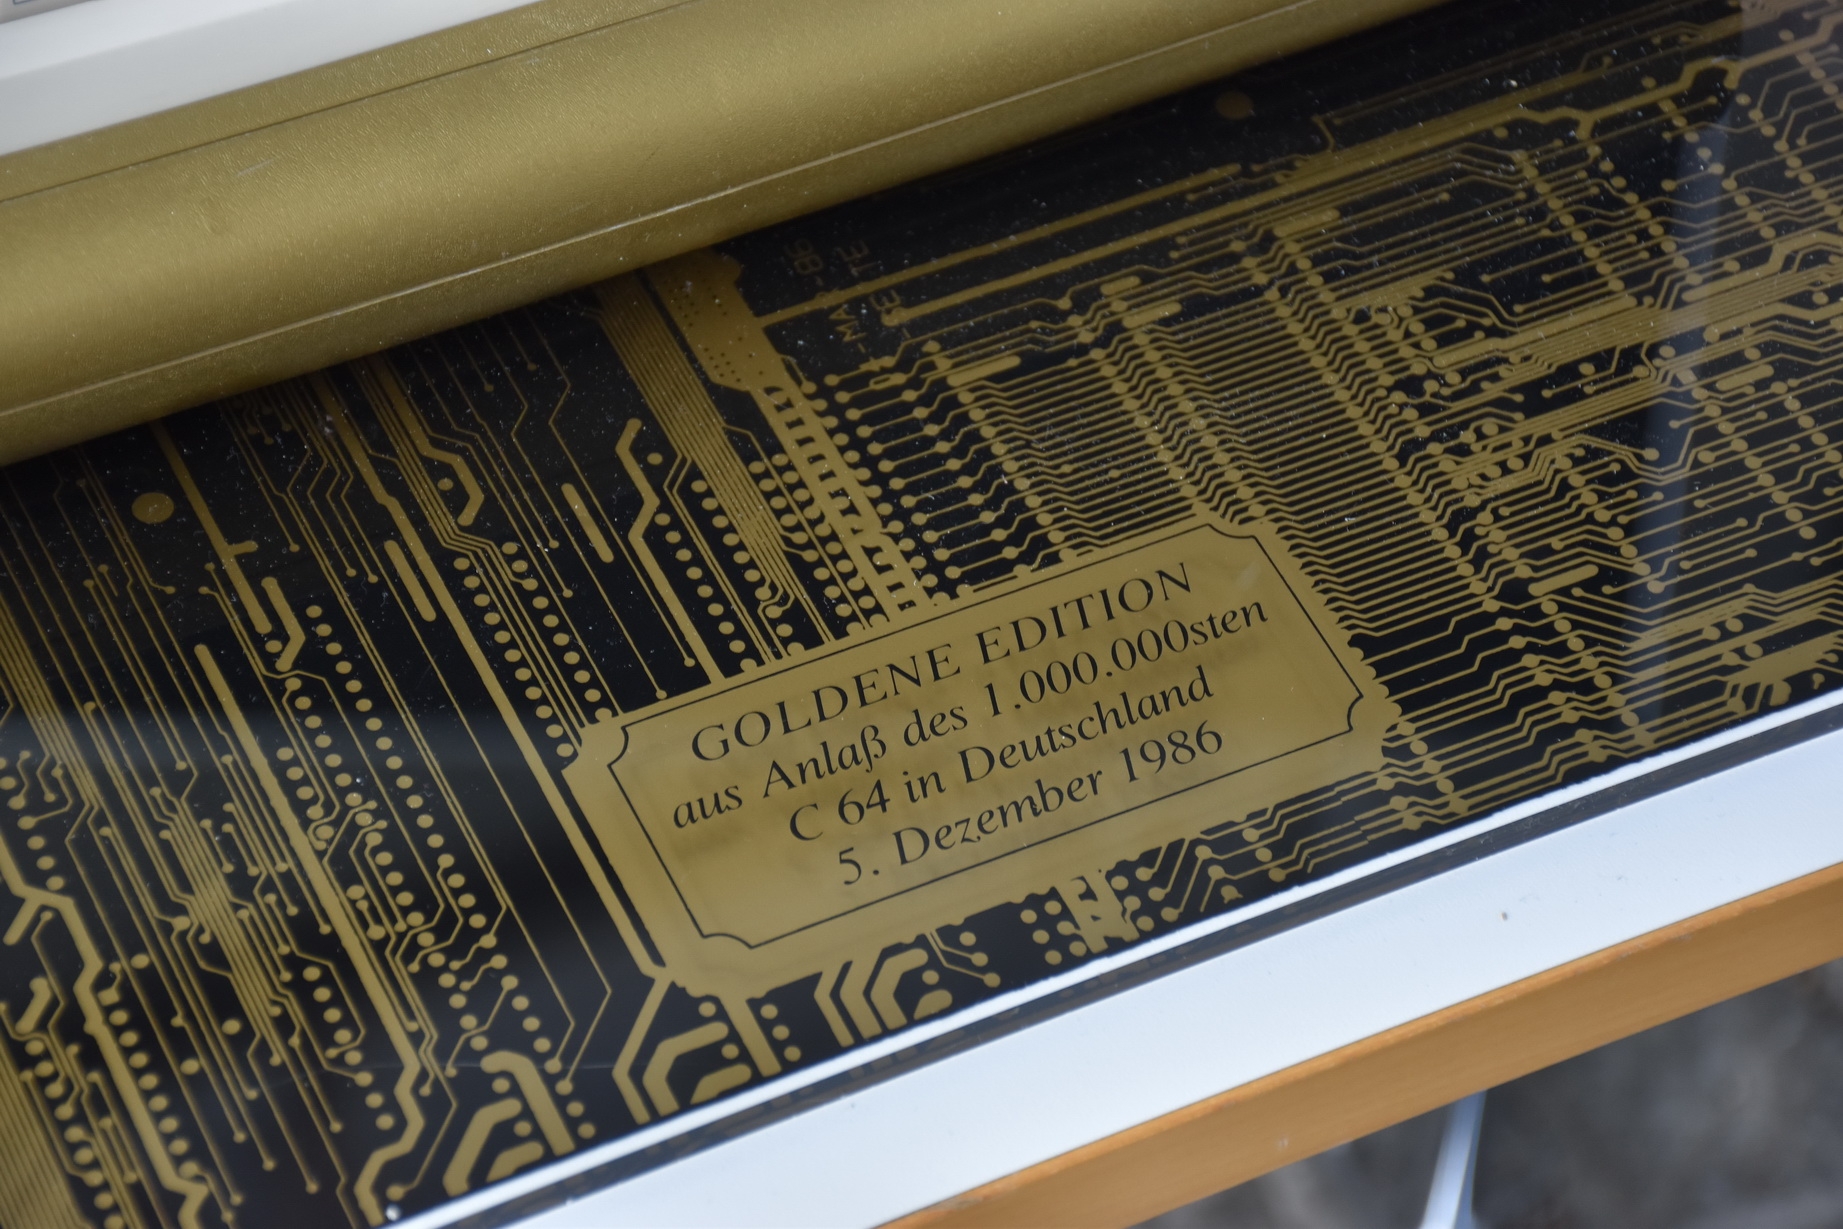 GOLDENE EDITION
aus Anlaß des 1.000.000sten
C 64 in Deutschland
5. Dezember 1986